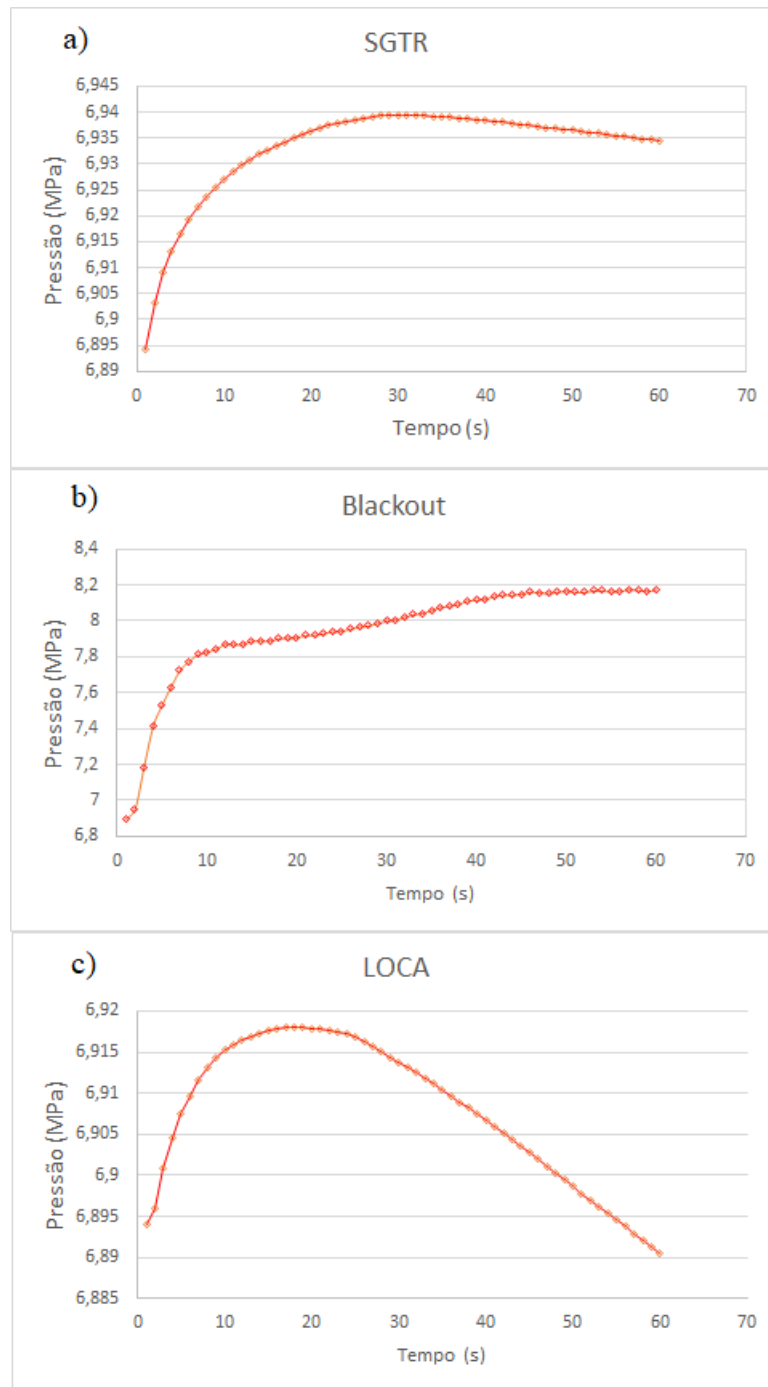 a)
SGTR
Pressão (MPa)
6,945
6,94
6,935
6,93
6,925
6,92
6,915
6,91
6,905
6,9
6,895
6,89
0 10 20 30 40 50 60 70
Tempo (s)
b)
Blackout
Pressão (MPa)
8,4
8,2
8
7,8
7,6
7,4
7,2
7
6,8
0 10 20 30 40 50 60 70
Tempo (s)
c)
LOCA
Pressão (MPa)
6,92
6,915
6,91
6,905
6,9
6,895
6,89
6,885
0 10 20 30 40 50 60 70
Tempo (s)